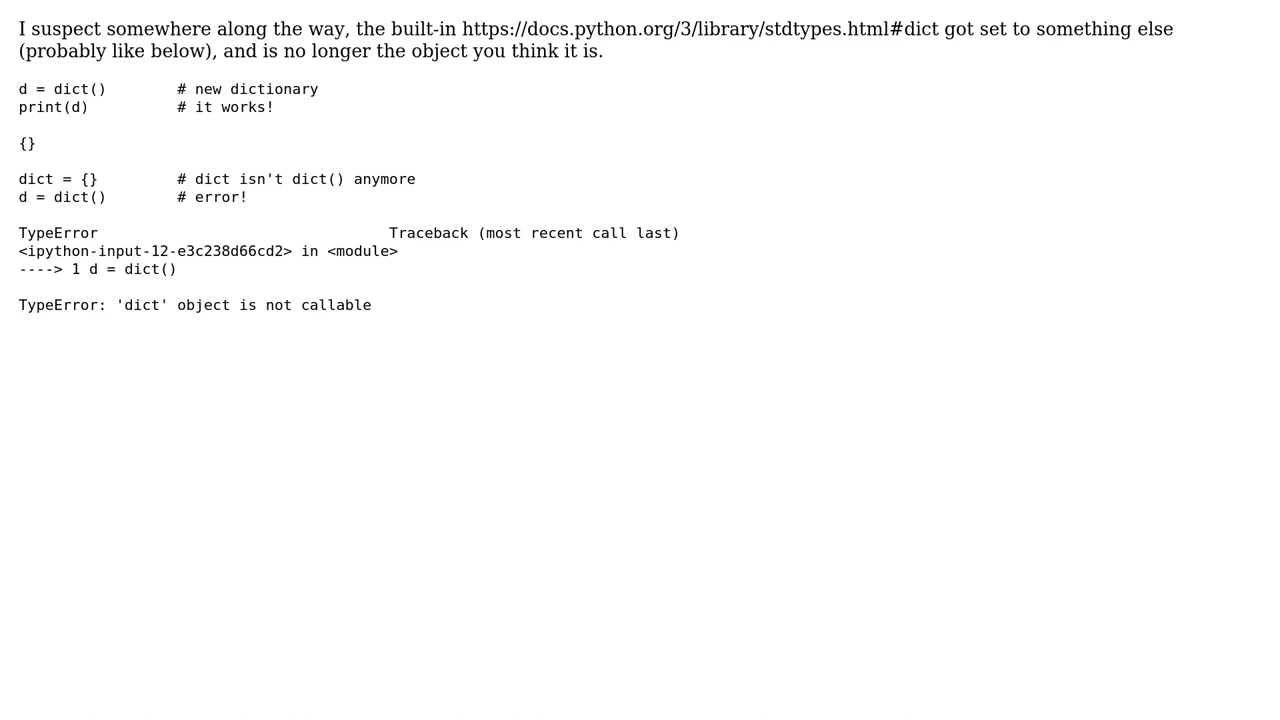 I suspect somewhere along the way, the built-in https://docs.python.org/3/library/stdtypes.html#dict got set to something else
(probably like below), and is no longer the object you think it is.
d = dict()        # new dictionary
print(d)          # it works!
{}
dict = {}         # dict isn't dict() anymore
d = dict()        # error!
TypeError                                 Traceback (most recent call last)
<ipython-input-12-e3c238d66cd2> in <module>
----> 1 d = dict()
TypeError: 'dict' object is not callable